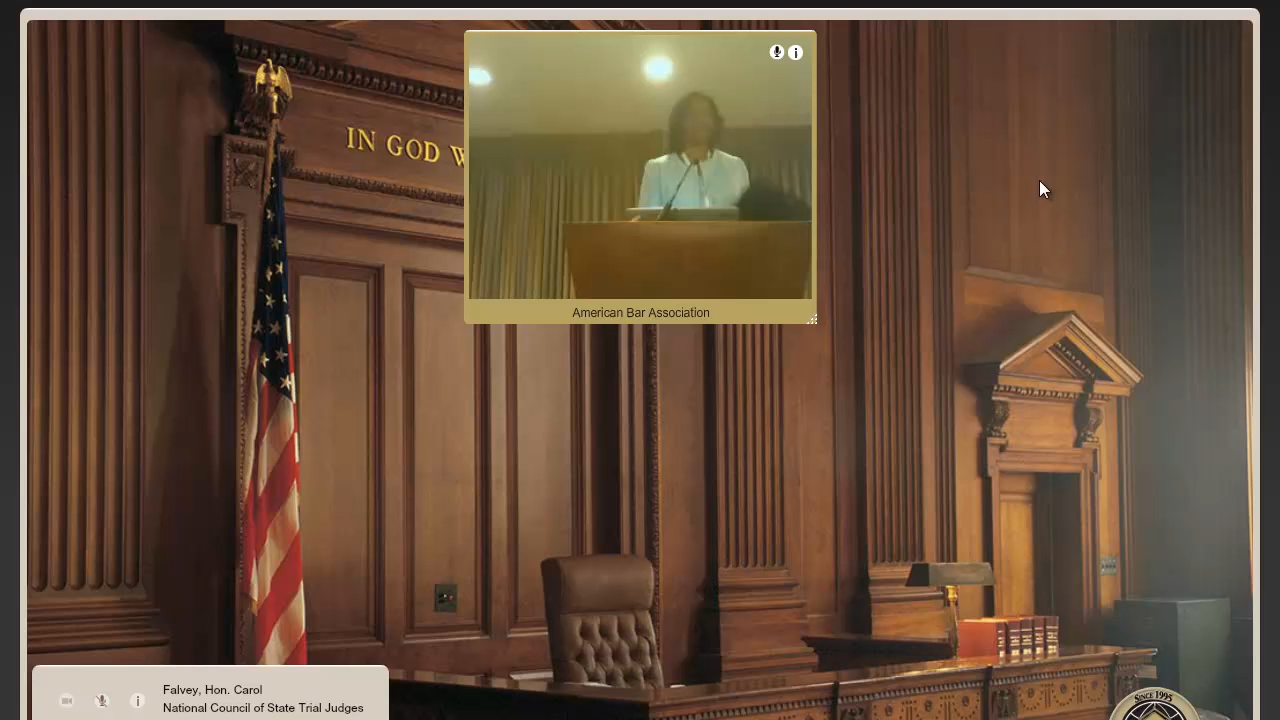 IN GOD W
American Bar Association
Falvey, Hon. Carol
National Council of State Trial Judges
SINCE 1995